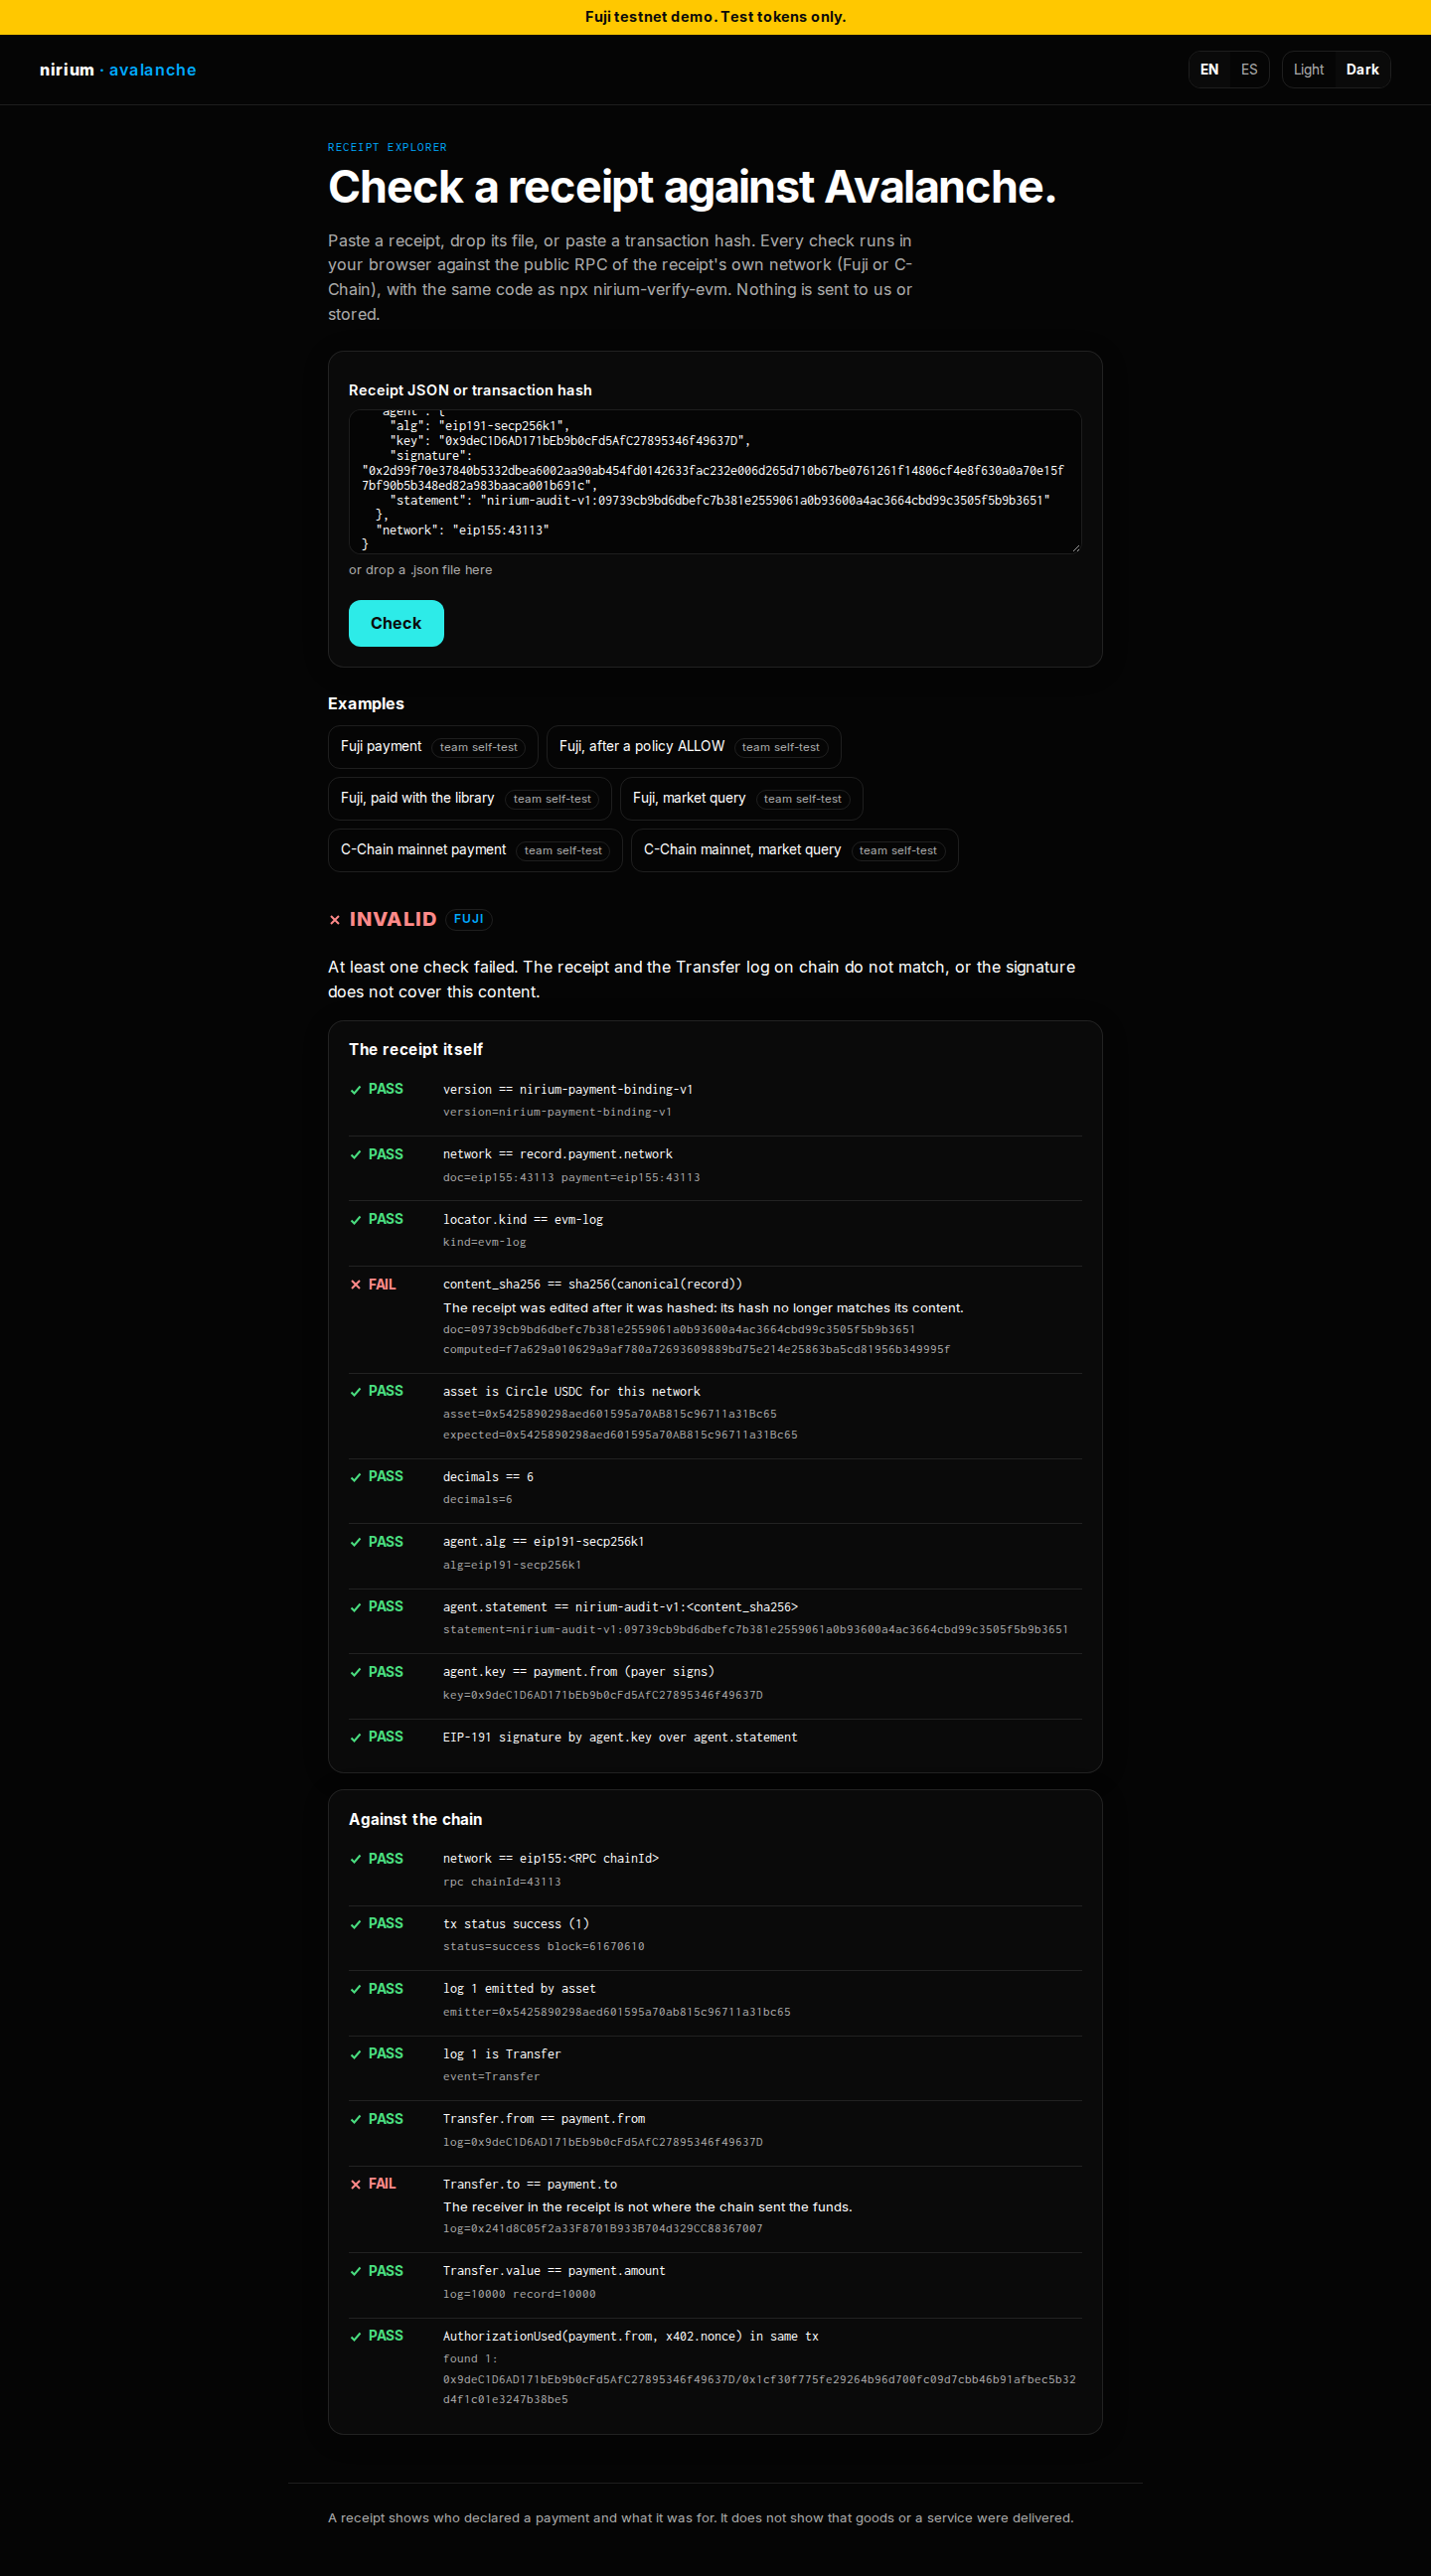 Fuji testnet demo. Test tokens only.
nirium · avalanche
EN ES Light Dark
RECEIPT EXPLORER
Check a receipt against Avalanche.
Paste a receipt, drop its file, or paste a transaction hash. Every check runs in
your browser against the public RPC of the receipt's own network (Fuji or C-
Chain), with the same code as npx nirium-verify-evm. Nothing is sent to us or
stored.
Receipt JSON or transaction hash
"agent": {
"alg": "eip191-secp256k1",
"key": "0x9deC1D6AD171bEb9b0cFd5AfC27895346f49637D",
"signature":
"0x2d99f70e37840b5332dbea6002aa90ab454fd0142633fac232e006d265d710b67be0761261f14806cf4e8f630a0a70e15f
7bf90b5b348ed82a983baaca001b691c",
"statement": "nirium-audit-v1:09739cb9bd6dbefc7b381e2559061a0b93600a4ac3664cbd99c3505f5b9b3651"
},
"network": "eip155:43113"
}
or drop a .json file here
Check
Examples
Fuji payment team self-test Fuji, after a policy ALLOW team self-test
Fuji, paid with the library team self-test Fuji, market query team self-test
C-Chain mainnet payment team self-test C-Chain mainnet, market query team self-test
INVALID FUJI
At least one check failed. The receipt and the Transfer log on chain do not match, or the signature
does not cover this content.
The receipt itself
PASS version == nirium-payment-binding-v1
version=nirium-payment-binding-v1
PASS network == record.payment.network
doc=eip155:43113 payment=eip155:43113
PASS locator.kind == evm-log
kind=evm-log
FAIL content_sha256 == sha256(canonical(record))
The receipt was edited after it was hashed: its hash no longer matches its content.
doc=09739cb9bd6dbefc7b381e2559061a0b93600a4ac3664cbd99c3505f5b9b3651
computed=f7a629a010629a9af780a72693609889bd75e214e25863ba5cd81956b349995f
PASS asset is Circle USDC for this network
asset=0x5425890298aed601595a70AB815c96711a31Bc65
expected=0x5425890298aed601595a70AB815c96711a31Bc65
PASS decimals == 6
decimals=6
PASS agent.alg == eip191-secp256k1
alg=eip191-secp256k1
PASS agent.statement == nirium-audit-v1:<content_sha256>
statement=nirium-audit-v1:09739cb9bd6dbefc7b381e2559061a0b93600a4ac3664cbd99c3505f5b9b3651
PASS agent.key == payment.from (payer signs)
key=0x9deC1D6AD171bEb9b0cFd5AfC27895346f49637D
PASS EIP-191 signature by agent.key over agent.statement
Against the chain
PASS network == eip155:<RPC chainId>
rpc chainId=43113
PASS tx status success (1)
status=success block=61670610
PASS log 1 emitted by asset
emitter=0x5425890298aed601595a70ab815c96711a31bc65
PASS log 1 is Transfer
event=Transfer
PASS Transfer.from == payment.from
log=0x9deC1D6AD171bEb9b0cFd5AfC27895346f49637D
FAIL Transfer.to == payment.to
The receiver in the receipt is not where the chain sent the funds.
log=0x241d8C05f2a33F8701B933B704d329CC88367007
PASS Transfer.value == payment.amount
log=10000 record=10000
PASS AuthorizationUsed(payment.from, x402.nonce) in same tx
found 1:
0x9deC1D6AD171bEb9b0cFd5AfC27895346f49637D/0x1cf30f775fe29264b96d700fc09d7cbb46b91afbec5b32
d4f1c01e3247b38be5
A receipt shows who declared a payment and what it was for. It does not show that goods or a service were delivered.